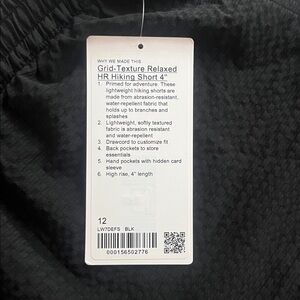 WHY WE MADE THIS
Grid-Texture Relaxed
HR Hiking Short 4"
1. Primed for adventure. These
lightweight hiking shorts are
made from abrasion-resistant,
water-repellent fabric that
holds up to branches and
splashes
2. Lightweight, softly textured
fabric is abrasion resistant
and water-repellent
3. Drawcord to customize fit
4. Back pockets to store
essentials
5. Hand pockets with hidden card
sleeve
6. High rise, 4" length
12
LW7DEFS BLK
000156502776